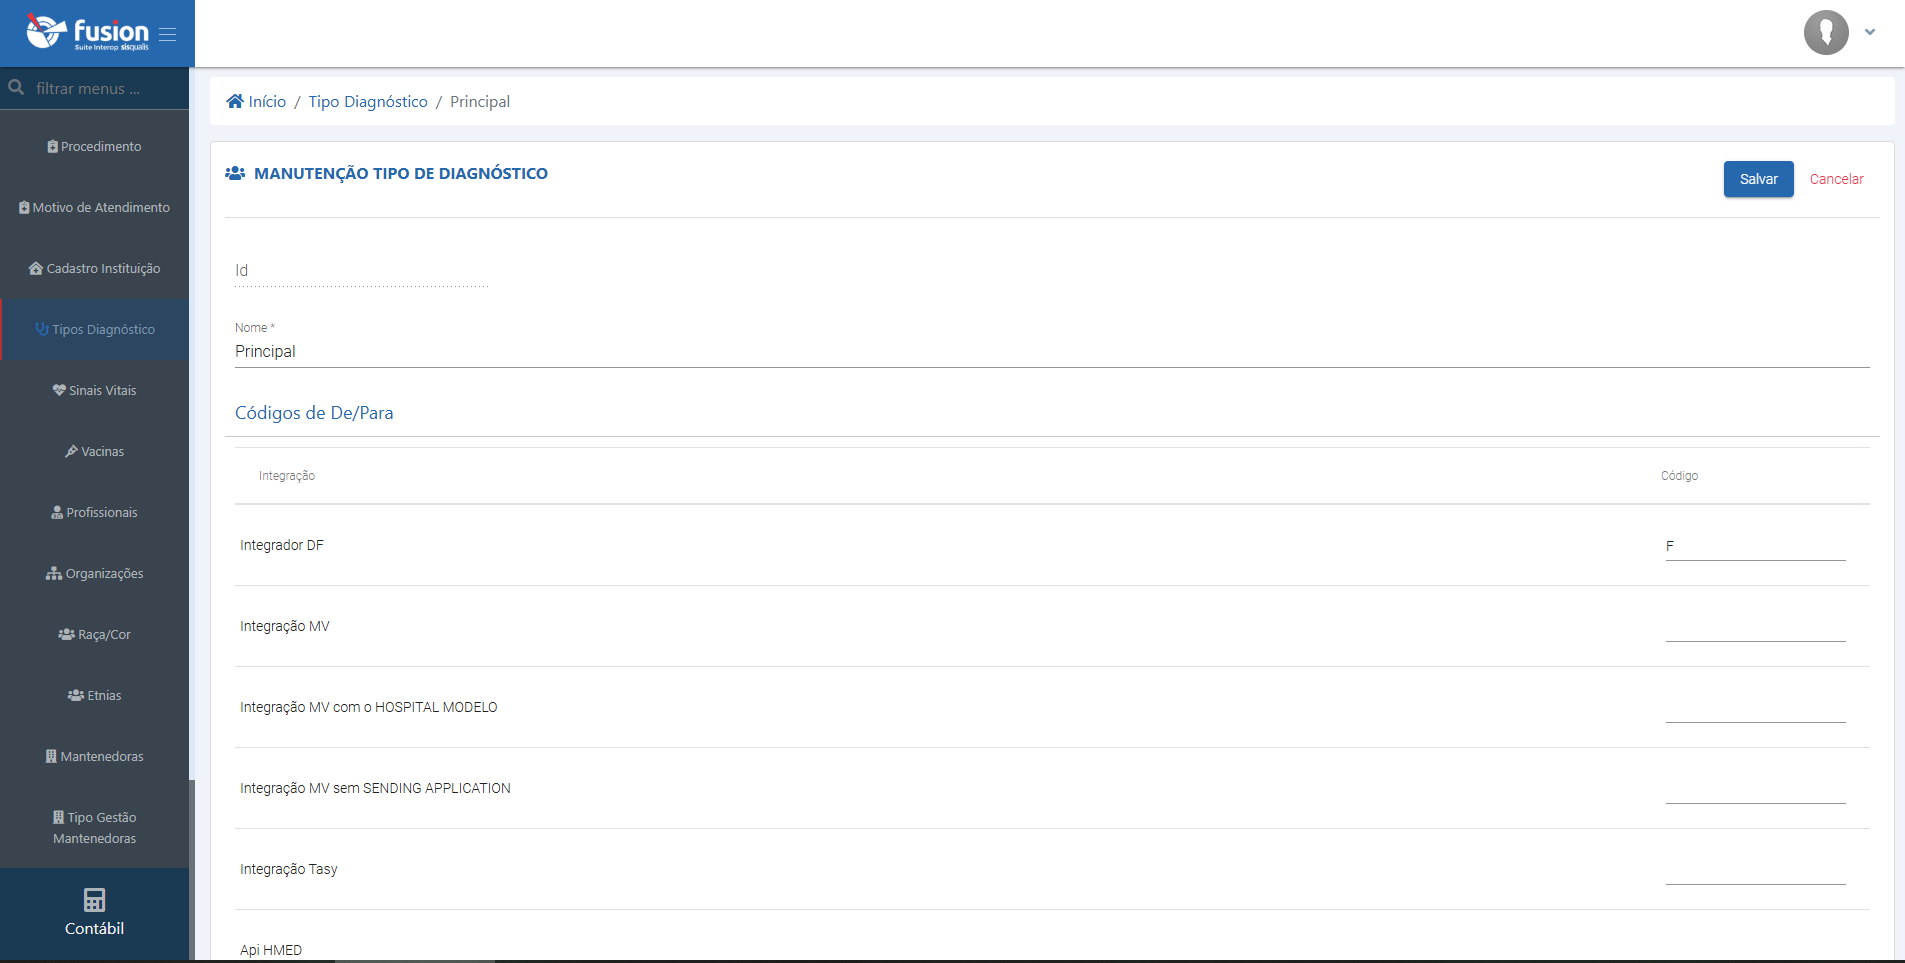 fusion
Suite Interop sisqualis
filtrar menus ...
Procedimento
Motivo de Atendimento
Cadastro Instituição
Tipos Diagnóstico
Sinais Vitais
Vacinas
Profissionais
Organizações
Raça/Cor
Etnias
Mantenedoras
Tipo Gestão
Mantenedoras
Contábil
Início / Tipo Diagnóstico / Principal
MANUTENÇÃO TIPO DE DIAGNÓSTICO
Salvar Cancelar
Id
Nome *
Principal
Códigos de De/Para
Integração Código
Integrador DF F
Integração MV
Integração MV com o HOSPITAL MODELO
Integração MV sem SENDING APPLICATION
Integração Tasy
Api HMED